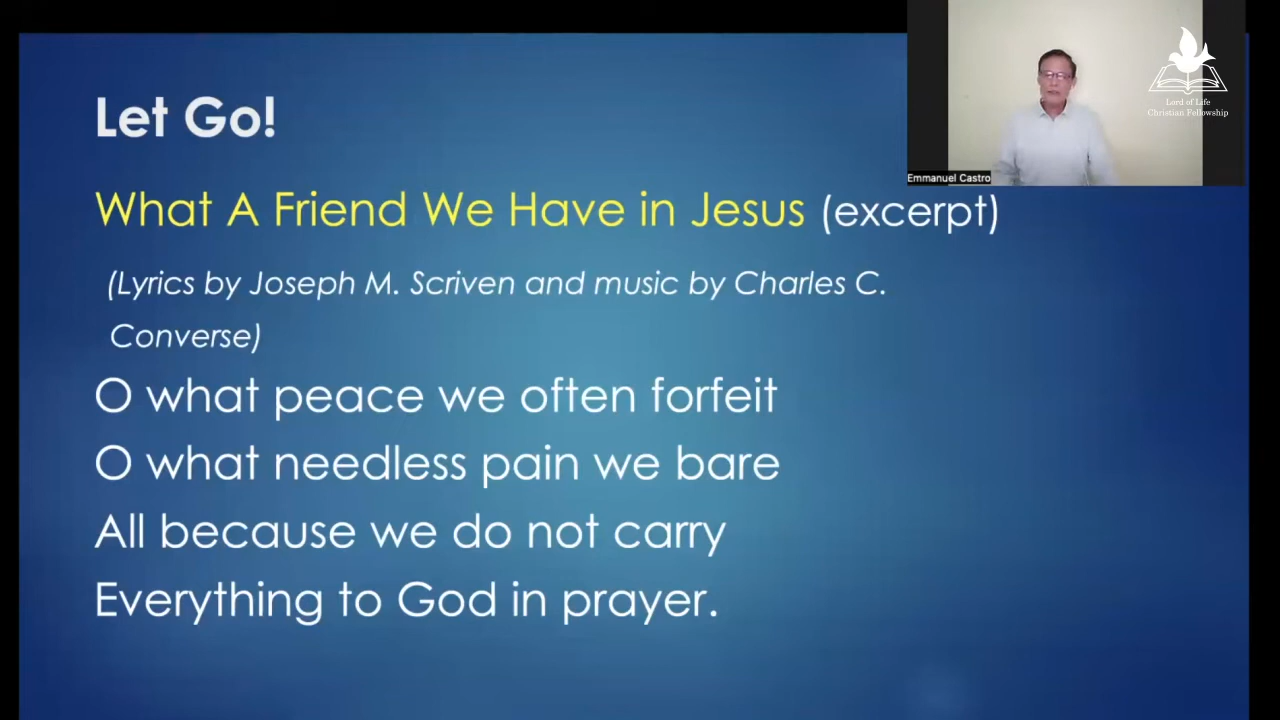 Let Go!
What A Friend We Have in Jesus (excerpt)
(Lyrics by Joseph M. Scriven and music by Charles C.
Converse)
O what peace we often forfeit
O what needless pain we bare
All because we do not carry
Everything to God in prayer.
Emmanuel Castro
Lord of Life
Christian Fellowship